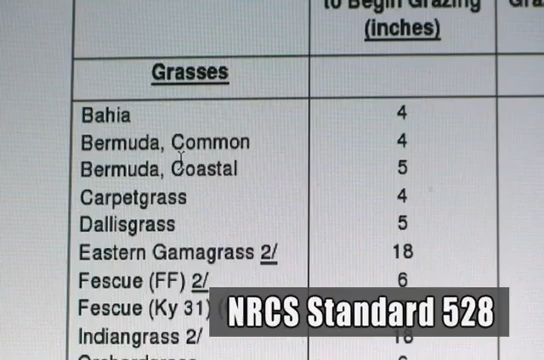 to Begin Grazing
(inches)
Grasses
Bahia 4
Bermuda, Common 4
Bermuda, Coastal 5
Carpetgrass 4
Dallisgrass 5
Eastern Gamagrass 2/ 18
Fescue (FF) 2/ 6
Fescue (Ky 31)
NRCS Standard 528
Indiangrass 2/ 18